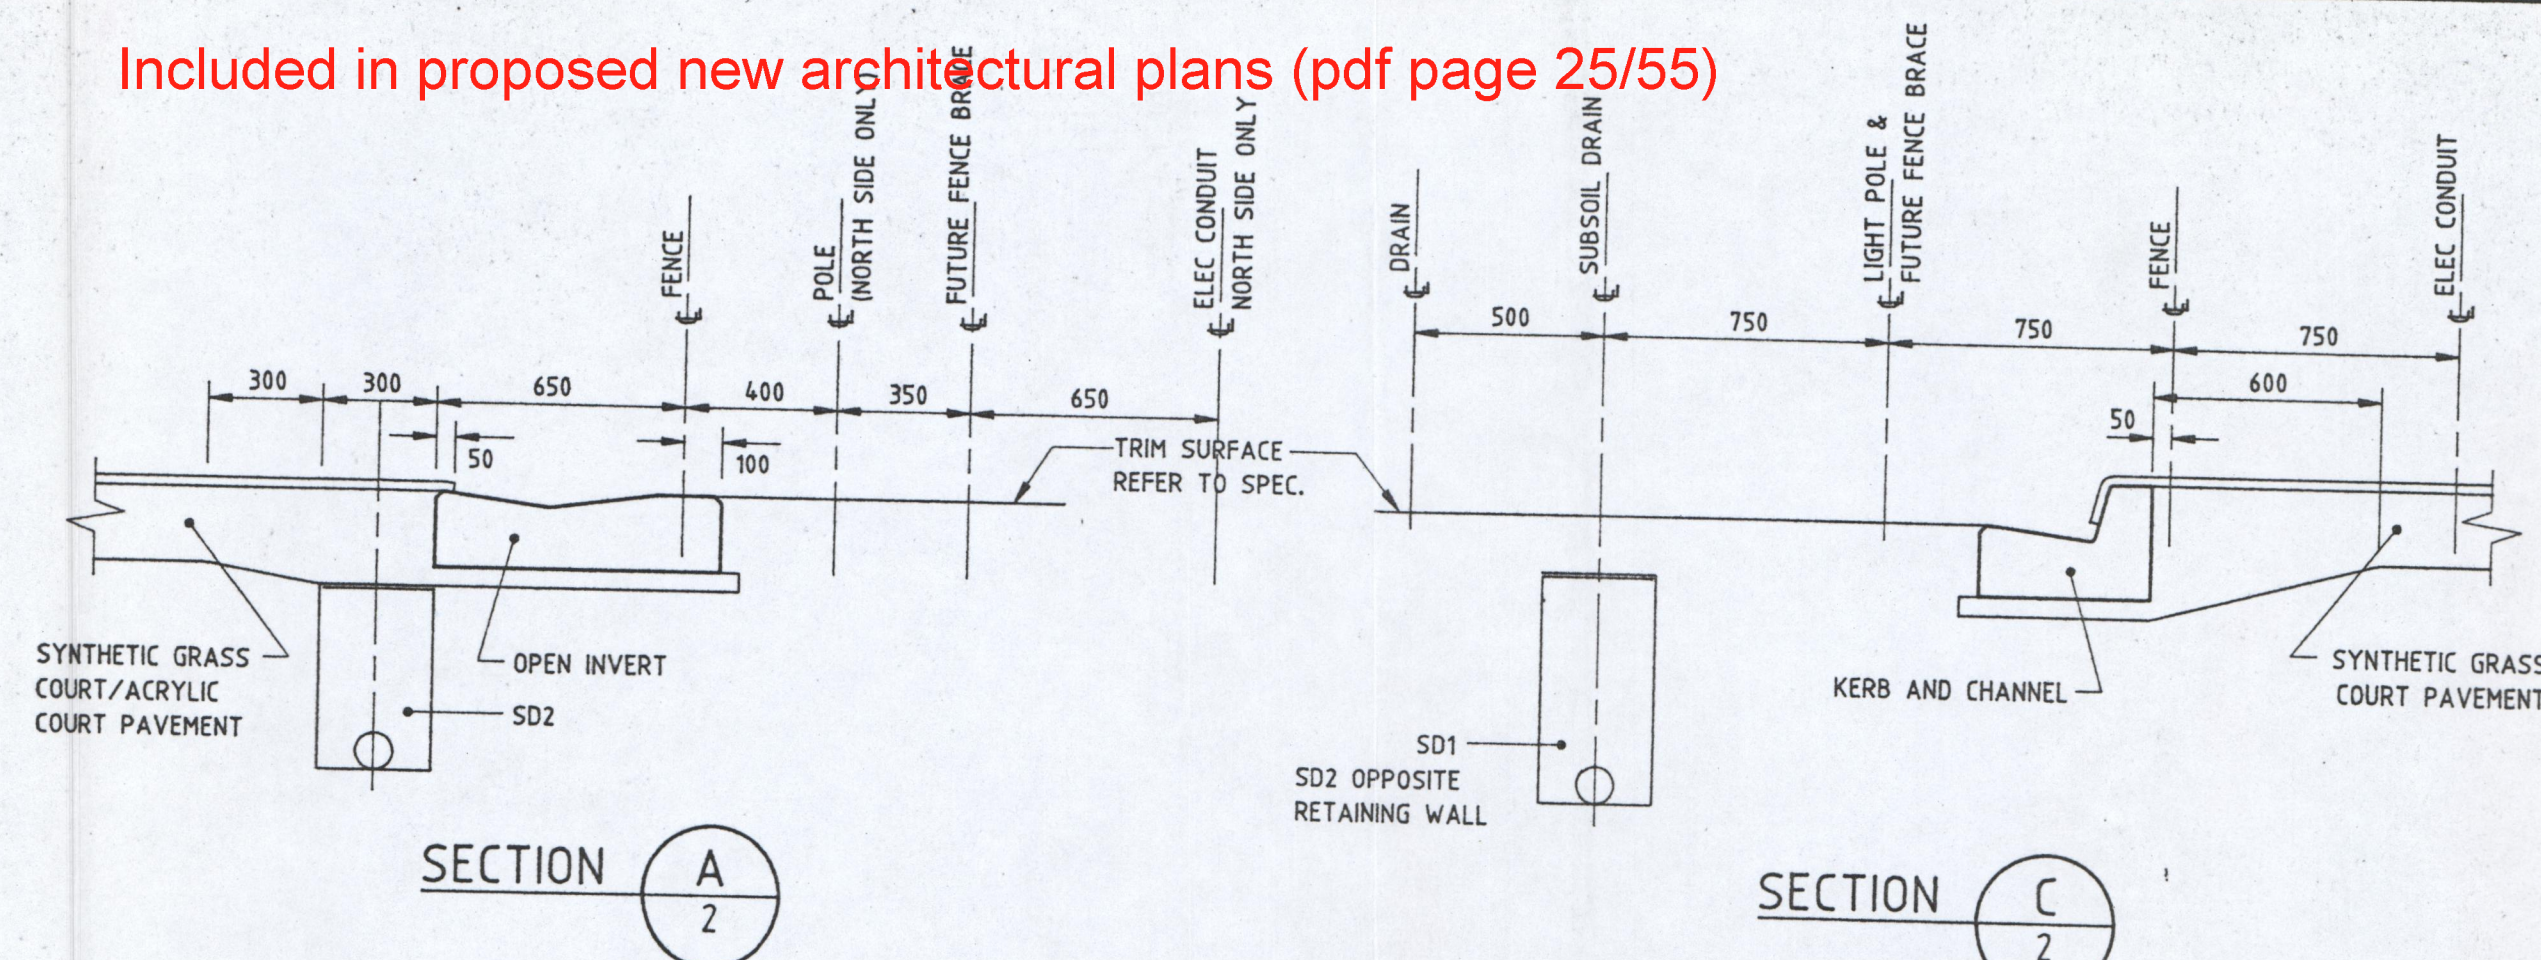 Included in proposed new architectural plans (pdf page 25/55)
FENCE
POLE
(NORTH SIDE ONLY)
FUTURE FENCE BRACE
ELEC CONDUIT
NORTH SIDE ONLY
DRAIN
SUBSOIL DRAIN
LIGHT POLE &
FUTURE FENCE BRACE
FENCE
ELEC CONDUIT
300
300
650
400
350
650
50
100
500
750
750
750
600
50
TRIM SURFACE
REFER TO SPEC.
SYNTHETIC GRASS
COURT/ACRYLIC
COURT PAVEMENT
OPEN INVERT
SD2
SD1
SD2 OPPOSITE
RETAINING WALL
KERB AND CHANNEL
SYNTHETIC GRASS
COURT PAVEMENT
SECTION
A
2
SECTION
C
2